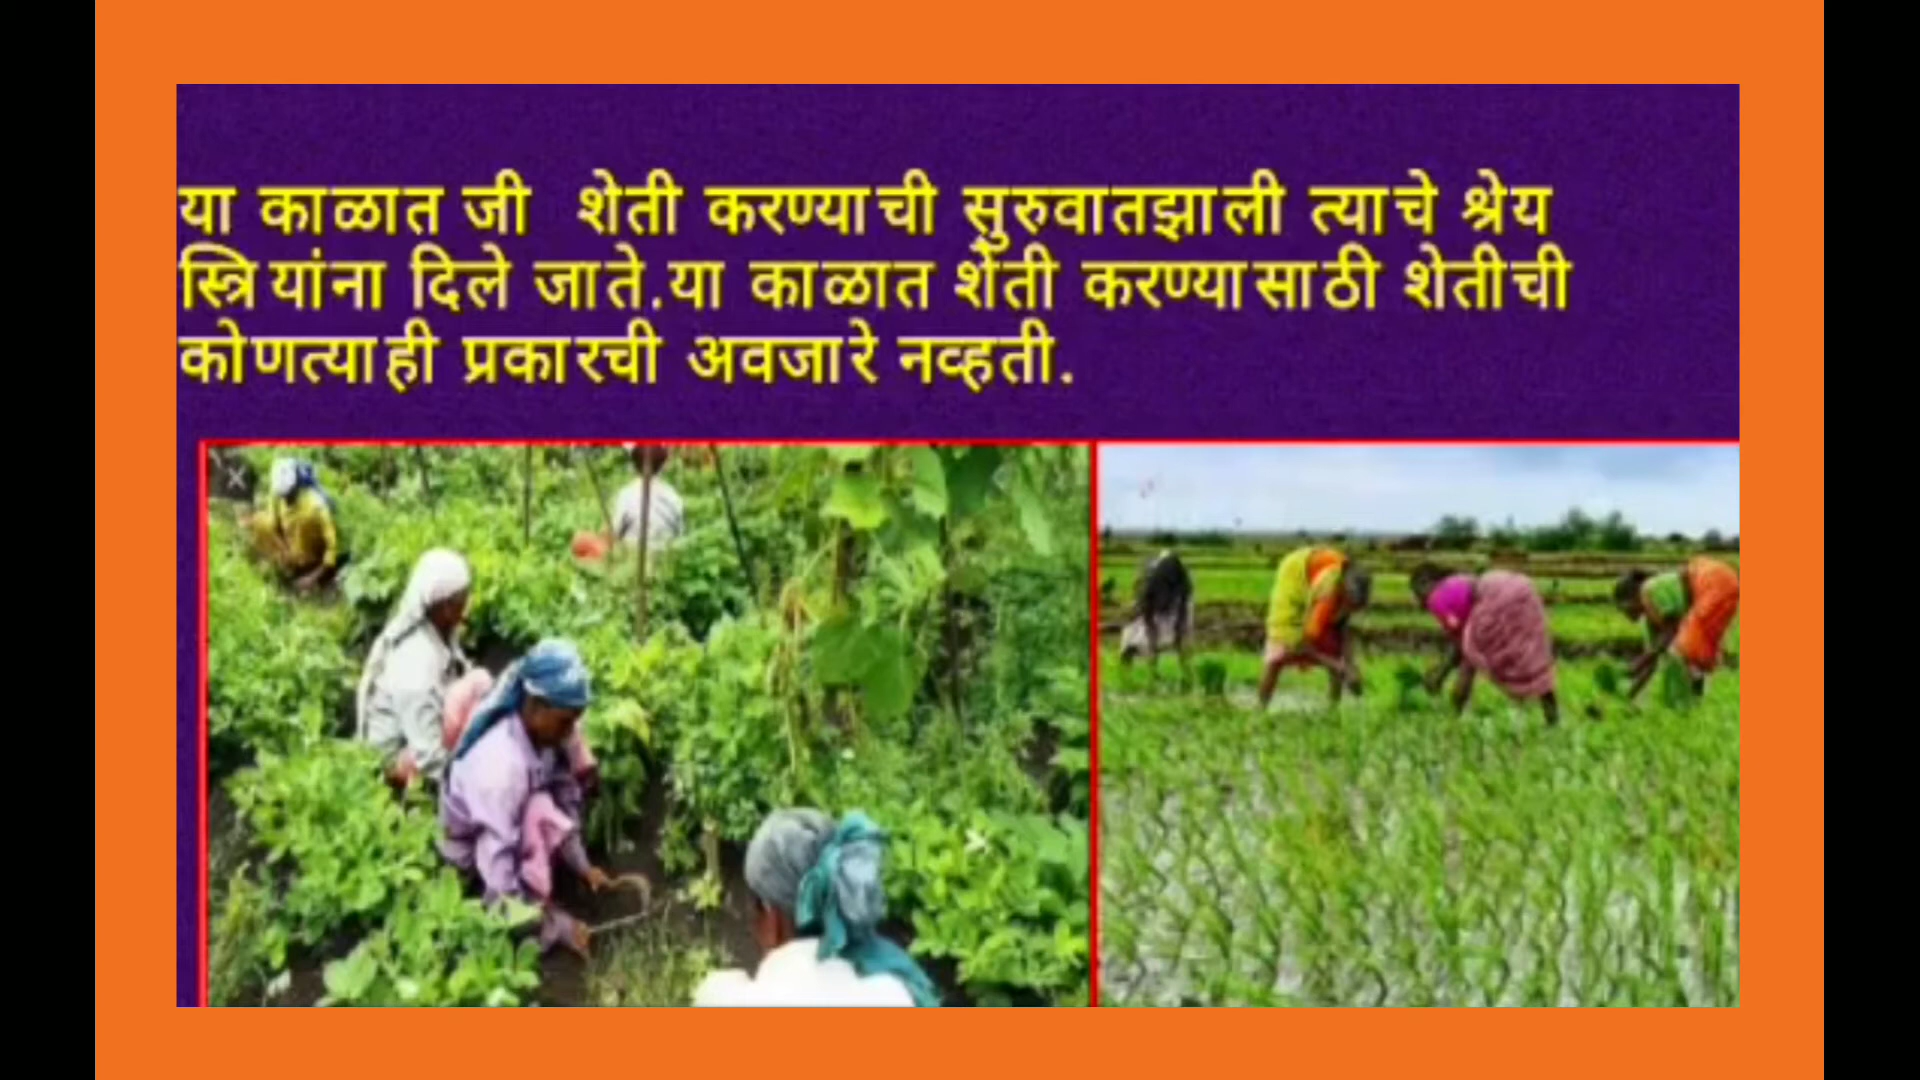 या काळात जी शेती करण्याची सुरुवातझाली त्याचे श्रेय
स्त्रियांना दिले जाते.या काळात शेती करण्यासाठी शेतीची
कोणत्याही प्रकारची अवजारे नव्हती.